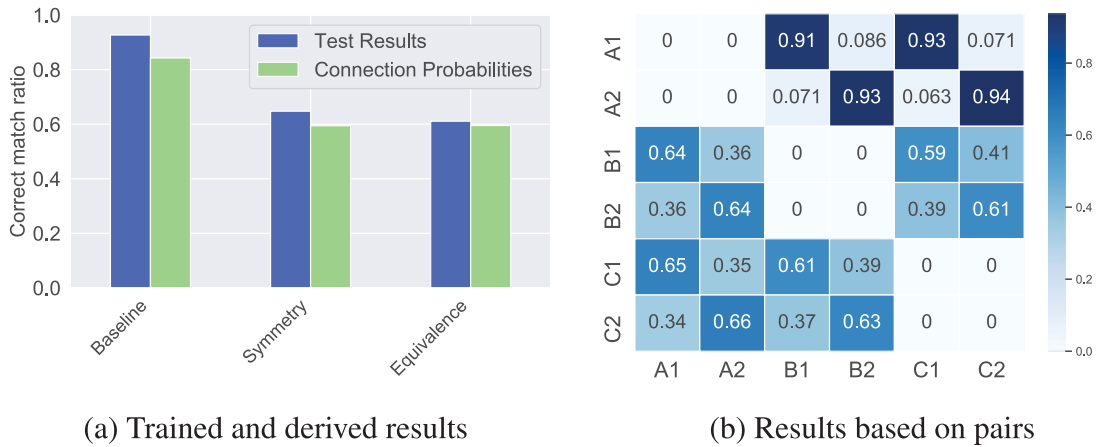 1.0
0.8
0.6
0.4
0.2
0.0
Correct match ratio
Test Results
Connection Probabilities
Baseline
Symmetry
Equivalence
(a) Trained and derived results
A1 0 0 0.91 0.086 0.93 0.071
A2 0 0 0.071 0.93 0.063 0.94
B1 0.64 0.36 0 0 0.59 0.41
B2 0.36 0.64 0 0 0.39 0.61
C1 0.65 0.35 0.61 0.39 0 0
C2 0.34 0.66 0.37 0.63 0 0
A1 A2 B1 B2 C1 C2
0.8
0.6
0.4
0.2
0.0
(b) Results based on pairs